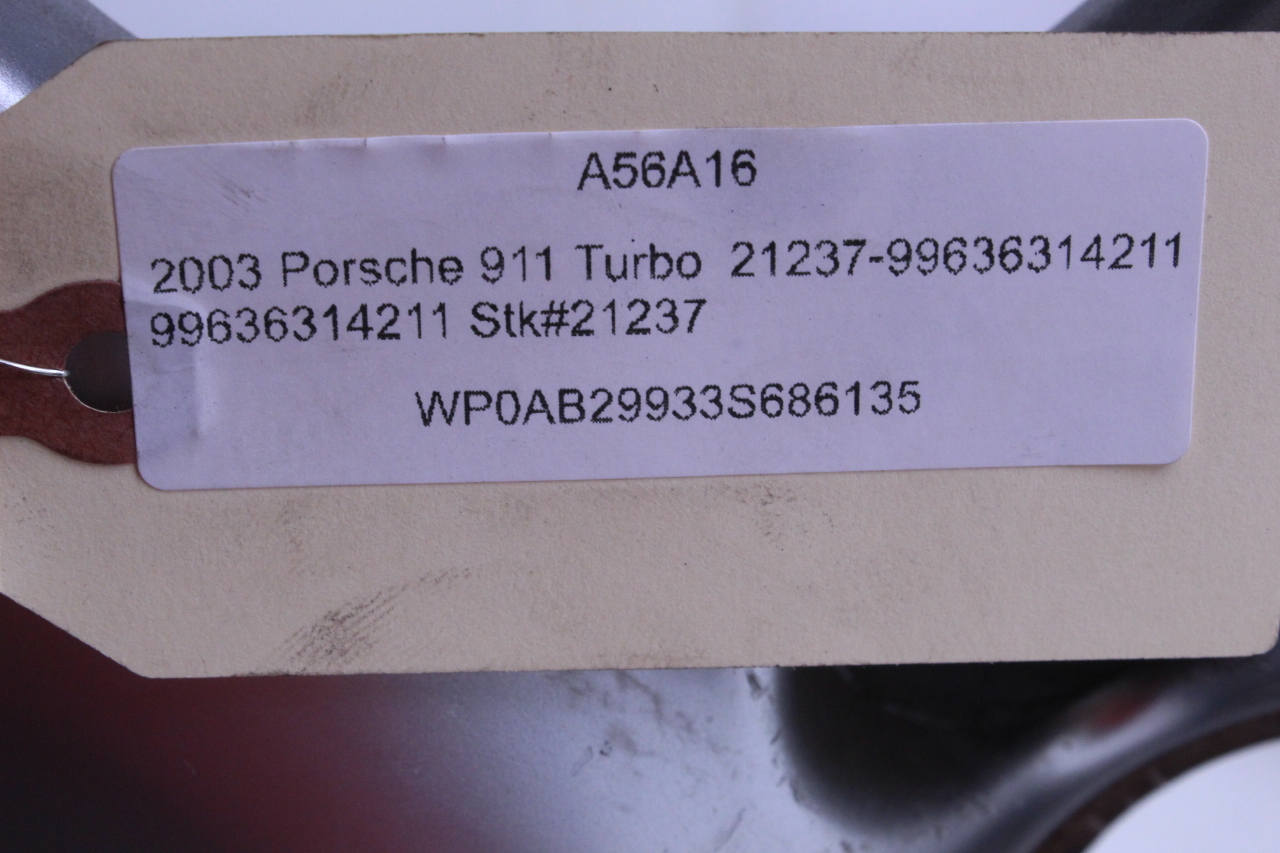 A56A16
2003 Porsche 911 Turbo 21237-99636314211
99636314211 Stk#21237
WP0AB29933S686135